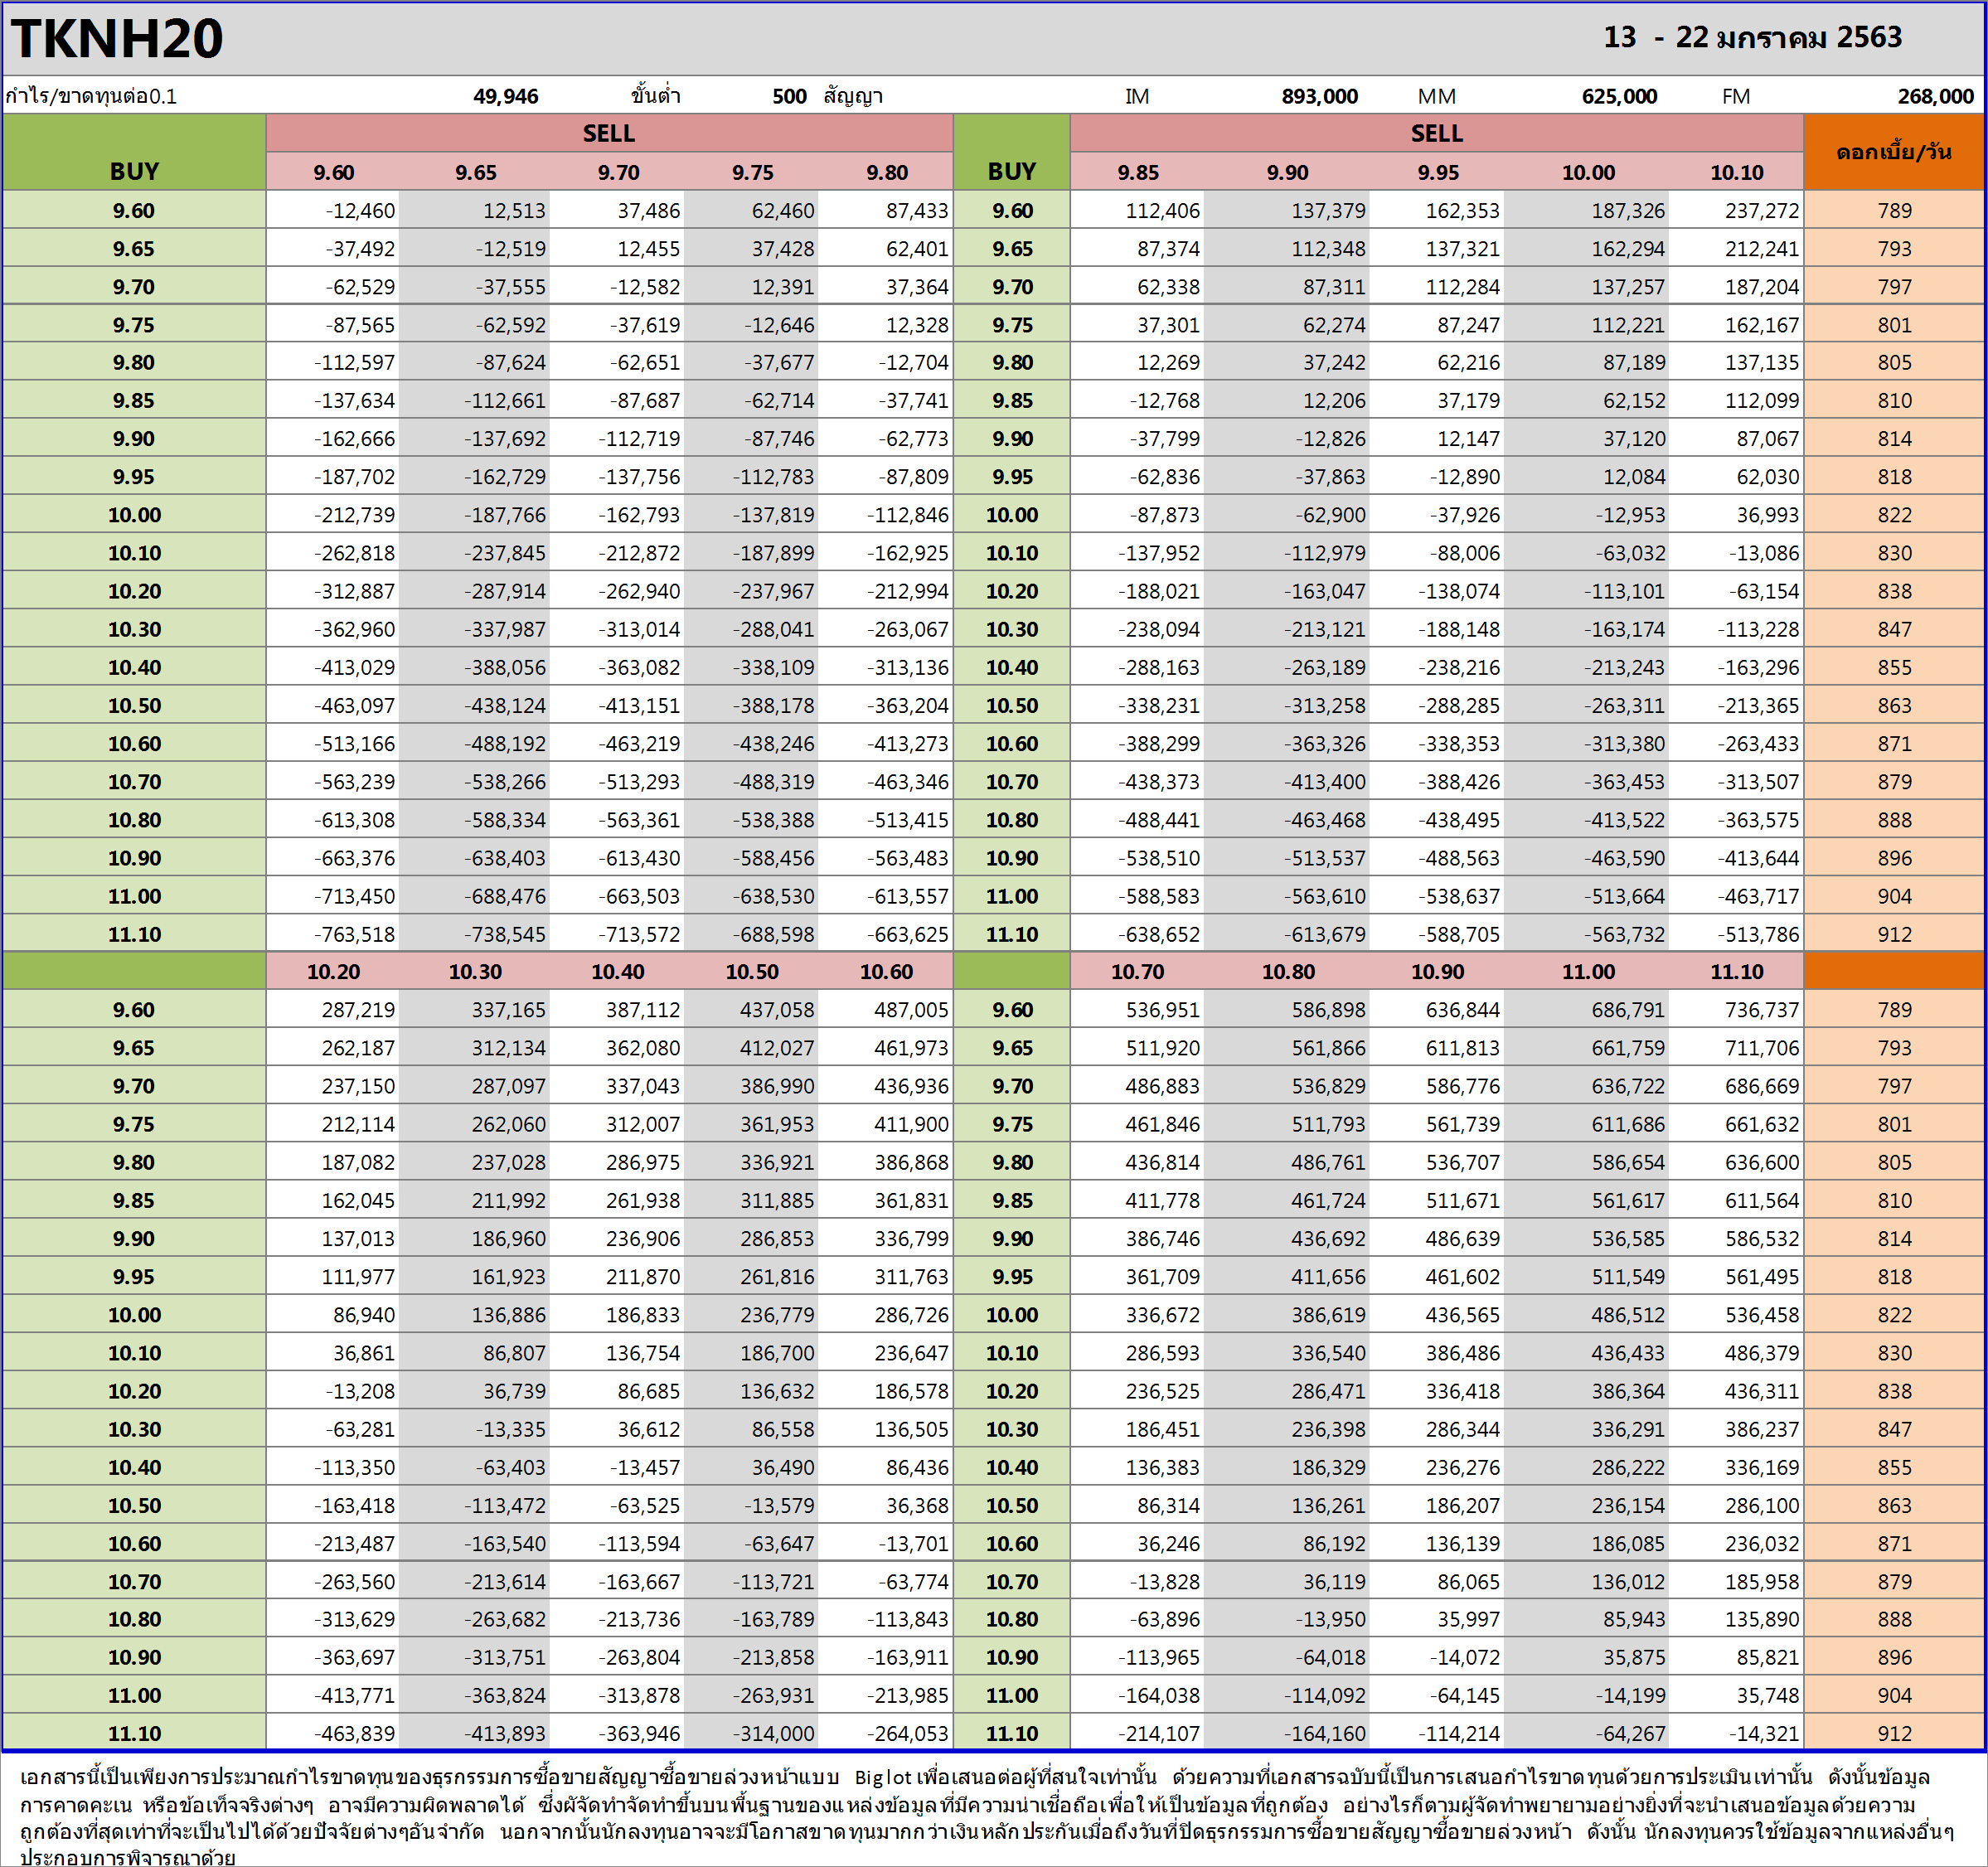 TKNH20 13 - 22 มกราคม 2563
กำไร/ขาดทุนต่อ0.1 49,946 ขั้นต่ำ 500 สัญญา IM 893,000 MM 625,000 FM 268,000
SELL SELL
BUY 9.60 9.65 9.70 9.75 9.80 BUY 9.85 9.90 9.95 10.00 10.10 ดอกเบี้ย/วัน
9.60 -12,460 12,513 37,486 62,460 87,433 9.60 112,406 137,379 162,353 187,326 237,272 789
9.65 -37,492 -12,519 12,455 37,428 62,401 9.65 87,374 112,348 137,321 162,294 212,241 793
9.70 -62,529 -37,555 -12,582 12,391 37,364 9.70 62,338 87,311 112,284 137,257 187,204 797
9.75 -87,565 -62,592 -37,619 -12,646 12,328 9.75 37,301 62,274 87,247 112,221 162,167 801
9.80 -112,597 -87,624 -62,651 -37,677 -12,704 9.80 12,269 37,242 62,216 87,189 137,135 805
9.85 -137,634 -112,661 -87,687 -62,714 -37,741 9.85 -12,768 12,206 37,179 62,152 112,099 810
9.90 -162,666 -137,692 -112,719 -87,746 -62,773 9.90 -37,799 -12,826 12,147 37,120 87,067 814
9.95 -187,702 -162,729 -137,756 -112,783 -87,809 9.95 -62,836 -37,863 -12,890 12,084 62,030 818
10.00 -212,739 -187,766 -162,793 -137,819 -112,846 10.00 -87,873 -62,900 -37,926 -12,953 36,993 822
10.10 -262,818 -237,845 -212,872 -187,899 -162,925 10.10 -137,952 -112,979 -88,006 -63,032 -13,086 830
10.20 -312,887 -287,914 -262,940 -237,967 -212,994 10.20 -188,021 -163,047 -138,074 -113,101 -63,154 838
10.30 -362,960 -337,987 -313,014 -288,041 -263,067 10.30 -238,094 -213,121 -188,148 -163,174 -113,228 847
10.40 -413,029 -388,056 -363,082 -338,109 -313,136 10.40 -288,163 -263,189 -238,216 -213,243 -163,296 855
10.50 -463,097 -438,124 -413,151 -388,178 -363,204 10.50 -338,231 -313,258 -288,285 -263,311 -213,365 863
10.60 -513,166 -488,192 -463,219 -438,246 -413,273 10.60 -388,299 -363,326 -338,353 -313,380 -263,433 871
10.70 -563,239 -538,266 -513,293 -488,319 -463,346 10.70 -438,373 -413,400 -388,426 -363,453 -313,507 879
10.80 -613,308 -588,334 -563,361 -538,388 -513,415 10.80 -488,441 -463,468 -438,495 -413,522 -363,575 888
10.90 -663,376 -638,403 -613,430 -588,456 -563,483 10.90 -538,510 -513,537 -488,563 -463,590 -413,644 896
11.00 -713,450 -688,476 -663,503 -638,530 -613,557 11.00 -588,583 -563,610 -538,637 -513,664 -463,717 904
11.10 -763,518 -738,545 -713,572 -688,598 -663,625 11.10 -638,652 -613,679 -588,705 -563,732 -513,786 912
10.20 10.30 10.40 10.50 10.60 10.70 10.80 10.90 11.00 11.10
9.60 287,219 337,165 387,112 437,058 487,005 9.60 536,951 586,898 636,844 686,791 736,737 789
9.65 262,187 312,134 362,080 412,027 461,973 9.65 511,920 561,866 611,813 661,759 711,706 793
9.70 237,150 287,097 337,043 386,990 436,936 9.70 486,883 536,829 586,776 636,722 686,669 797
9.75 212,114 262,060 312,007 361,953 411,900 9.75 461,846 511,793 561,739 611,686 661,632 801
9.80 187,082 237,028 286,975 336,921 386,868 9.80 436,814 486,761 536,707 586,654 636,600 805
9.85 162,045 211,992 261,938 311,885 361,831 9.85 411,778 461,724 511,671 561,617 611,564 810
9.90 137,013 186,960 236,906 286,853 336,799 9.90 386,746 436,692 486,639 536,585 586,532 814
9.95 111,977 161,923 211,870 261,816 311,763 9.95 361,709 411,656 461,602 511,549 561,495 818
10.00 86,940 136,886 186,833 236,779 286,726 10.00 336,672 386,619 436,565 486,512 536,458 822
10.10 36,861 86,807 136,754 186,700 236,647 10.10 286,593 336,540 386,486 436,433 486,379 830
10.20 -13,208 36,739 86,685 136,632 186,578 10.20 236,525 286,471 336,418 386,364 436,311 838
10.30 -63,281 -13,335 36,612 86,558 136,505 10.30 186,451 236,398 286,344 336,291 386,237 847
10.40 -113,350 -63,403 -13,457 36,490 86,436 10.40 136,383 186,329 236,276 286,222 336,169 855
10.50 -163,418 -113,472 -63,525 -13,579 36,368 10.50 86,314 136,261 186,207 236,154 286,100 863
10.60 -213,487 -163,540 -113,594 -63,647 -13,701 10.60 36,246 86,192 136,139 186,085 236,032 871
10.70 -263,560 -213,614 -163,667 -113,721 -63,774 10.70 -13,828 36,119 86,065 136,012 185,958 879
10.80 -313,629 -263,682 -213,736 -163,789 -113,843 10.80 -63,896 -13,950 35,997 85,943 135,890 888
10.90 -363,697 -313,751 -263,804 -213,858 -163,911 10.90 -113,965 -64,018 -14,072 35,875 85,821 896
11.00 -413,771 -363,824 -313,878 -263,931 -213,985 11.00 -164,038 -114,092 -64,145 -14,199 35,748 904
11.10 -463,839 -413,893 -363,946 -314,000 -264,053 11.10 -214,107 -164,160 -114,214 -64,267 -14,321 912
เอกสารนี้เป็นเพียงการประมาณกำไรขาดทุนของธุรกรรมการซื้อขายสัญญาซื้อขายล่วงหน้าแบบ Big lot เพื่อเสนอต่อผู้ที่สนใจเท่านั้น ด้วยความที่เอกสารฉบับนี้เป็นการเสนอกำไรขาดทุนด้วยการประเมินเท่านั้น ดังนั้นข้อมูล
การคาดคะเน หรือข้อเท็จจริงต่างๆ อาจมีความผิดพลาดได้ ซึ่งผู้จัดทำจัดทำขึ้นบนพื้นฐานของแหล่งข้อมูลที่มีความน่าเชื่อถือเพื่อให้เป็นข้อมูลที่ถูกต้อง อย่างไรก็ตามผู้จัดทำพยายามอย่างยิ่งที่จะนำเสนอข้อมูลด้วยความ
ถูกต้องที่สุดเท่าที่จะเป็นไปได้ด้วยปัจจัยต่างๆอันจำกัด นอกจากนั้นนักลงทุนอาจจะมีโอกาสขาดทุนมากกว่าเงินหลักประกันเมื่อถึงวันที่ปิดธุรกรรมการซื้อขายสัญญาซื้อขายล่วงหน้า ดังนั้น นักลงทุนควรใช้ข้อมูลจากแหล่งอื่นๆ
ประกอบการพิจารณาด้วย